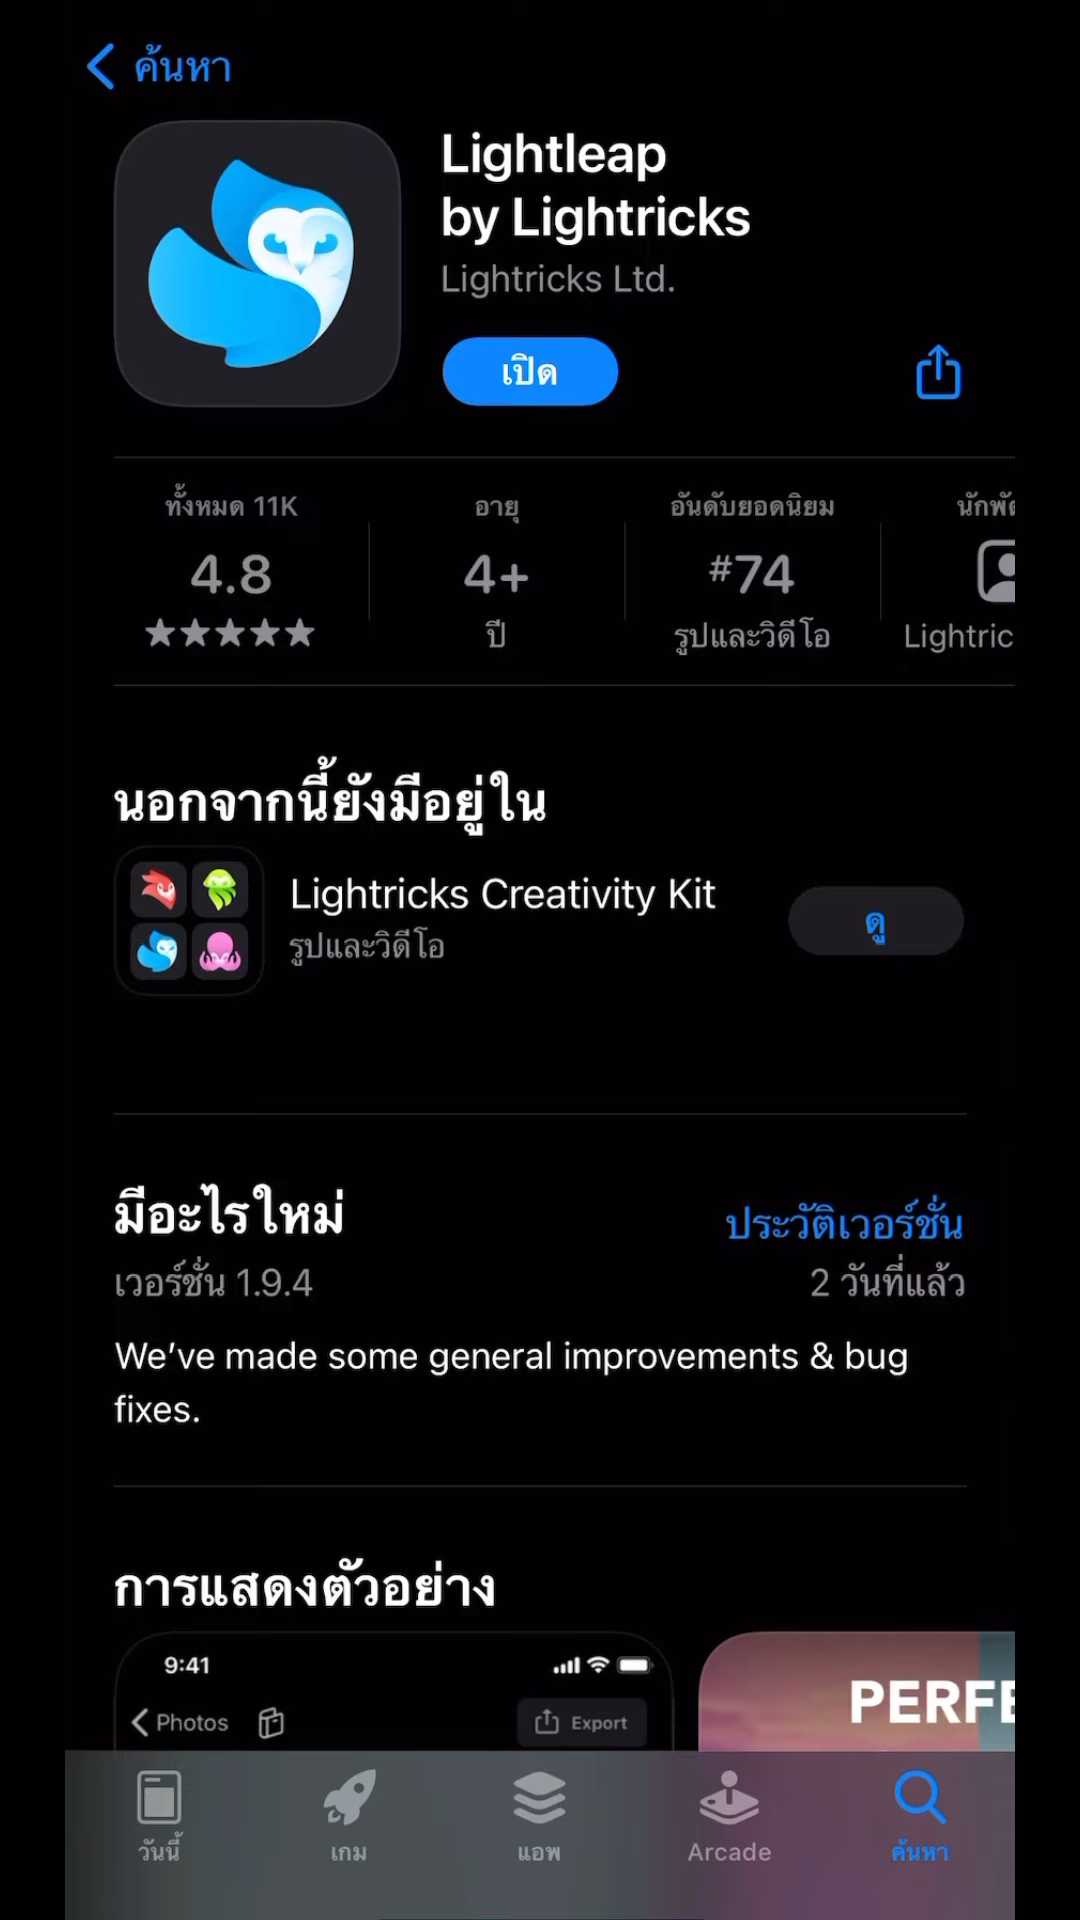 ค้นหา
Lightleap
by Lightricks
Lightricks Ltd.
เปิด
ทั้งหมด 11K
4.8
อายุ
4+
ปี
อันดับยอดนิยม
#74
รูปและวิดีโอ
นักพัฒ
Lightric
นอกจากนี้ยังมีอยู่ใน
Lightricks Creativity Kit
รูปและวิดีโอ
ดู
มีอะไรใหม่
ประวัติเวอร์ชั่น
เวอร์ชั่น 1.9.4
2 วันที่แล้ว
We’ve made some general improvements & bug
fixes.
การแสดงตัวอย่าง
9:41
Photos
Export
PERFE
วันนี้
เกม
แอพ
Arcade
ค้นหา